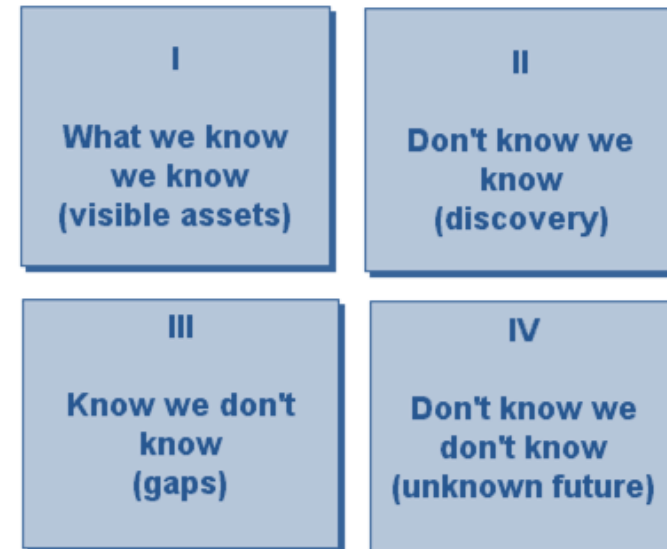 I
What we know
we know
(visible assets)
II
Don't know we
know
(discovery)
III
Know we don't
know
(gaps)
IV
Don't know we
don't know
(unknown future)